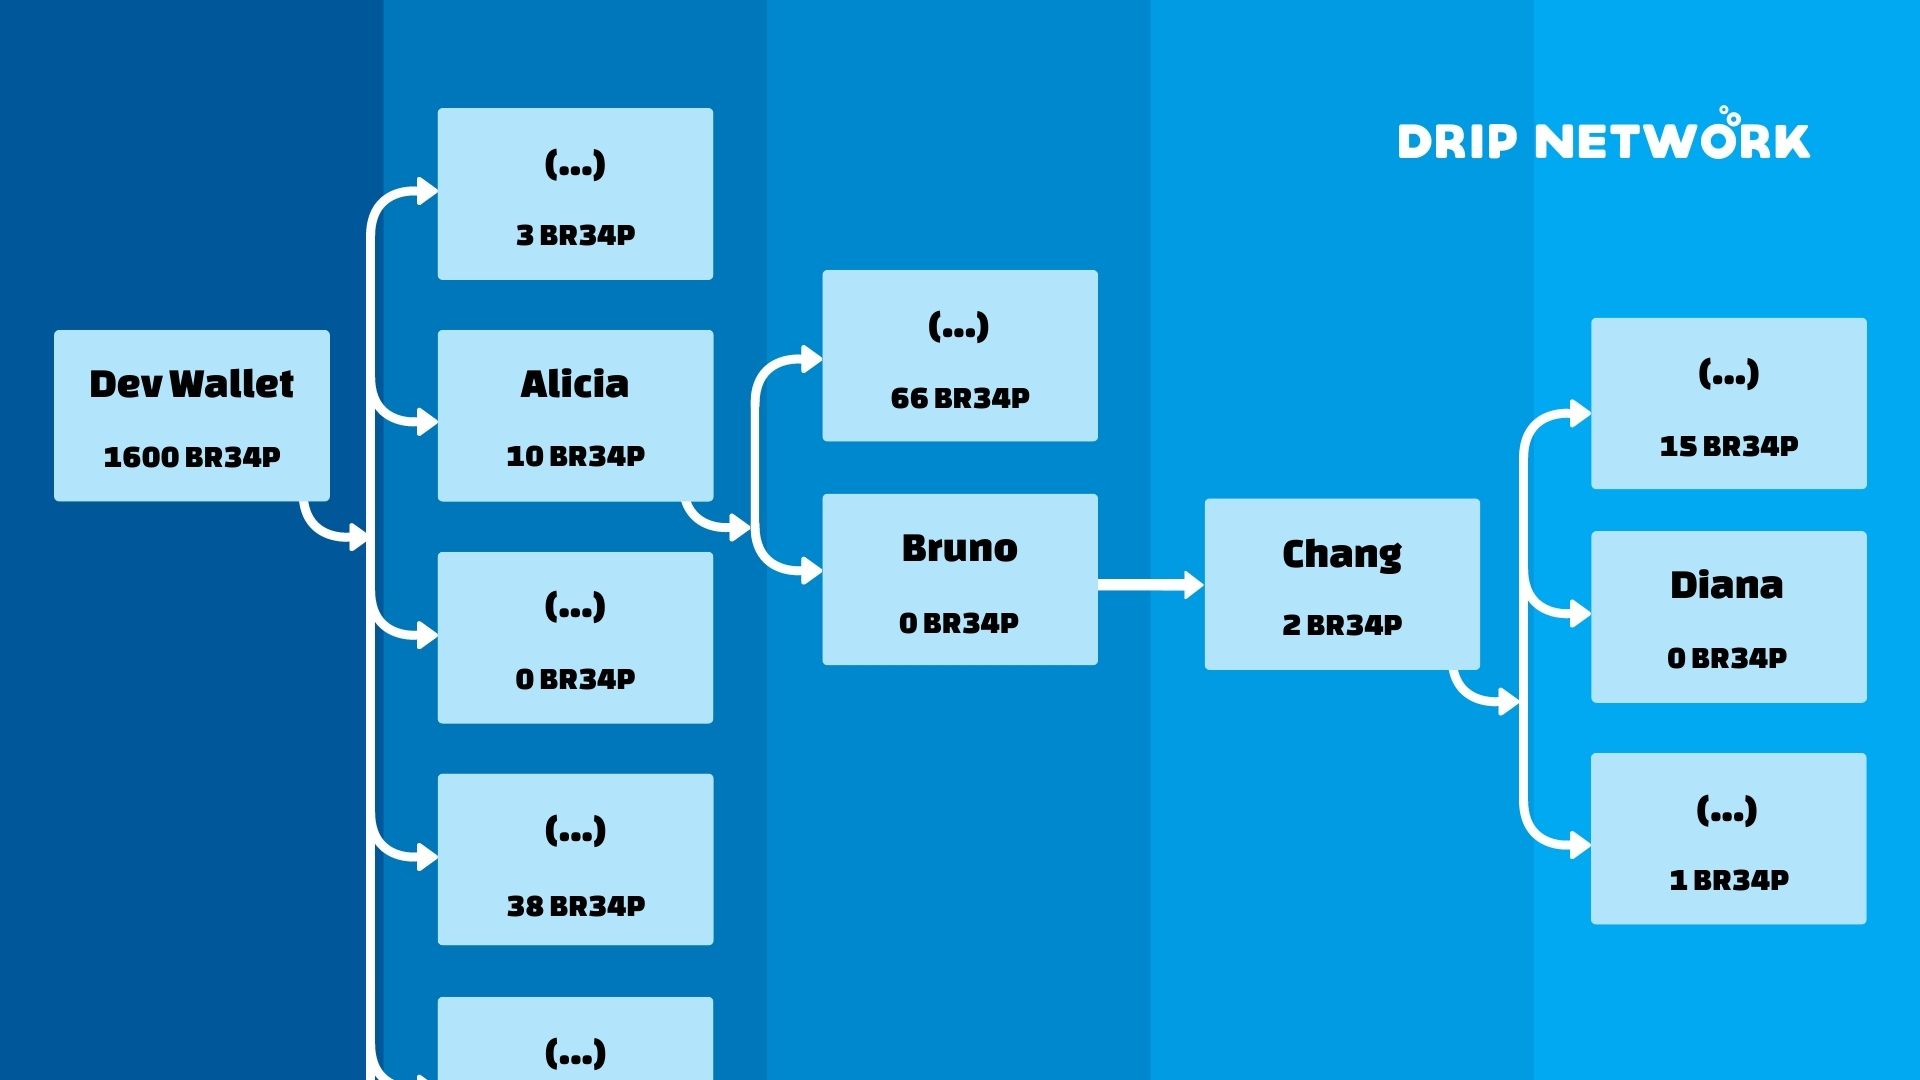 DRIP NETWORK
Dev Wallet
1600 BR34P
(...)
3 BR34P
Alicia
10 BR34P
(...)
0 BR34P
(...)
38 BR34P
(...)
(...)
66 BR34P
Bruno
0 BR34P
Chang
2 BR34P
(...)
15 BR34P
Diana
0 BR34P
(...)
1 BR34P